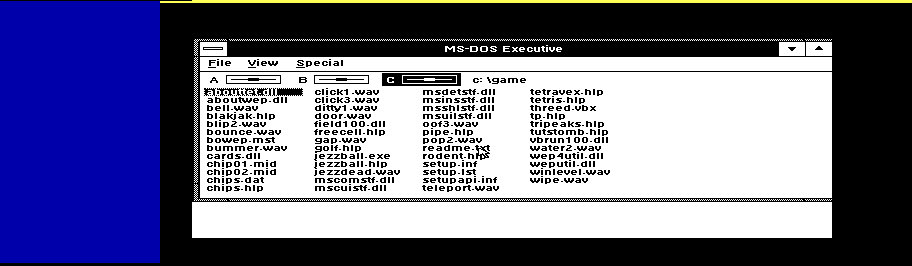 MS-DOS Executive
File View Special
A B C c:\game
abouttet.dll click1.wav msdetstf.dll tetravex.hlp
aboutwep.dll click3.wav msinsstf.dll tetris.hlp
bell.wav ditty1.wav msshlstf.dll threed.vbx
blakjak.hlp door.wav msuilstf.dll tp.hlp
blip2.wav field100.dll oof3.wav tripeaks.hlp
bounce.wav freecell.hlp pipe.hlp tutstomb.hlp
bowep.mst gap.wav pop2.wav vbrun100.dll
bummer.wav golf.hlp readme.txt water2.wav
cards.dll jezzball.exe rodent.hlp wep4util.dll
chip01.mid jezzball.hlp setup.inf weputil.dll
chip02.mid jezzdead.wav setup.lst winlevel.wav
chips.dat mscomstf.dll setupapi.inf wipe.wav
chips.hlp mscuistf.dll teleport.wav